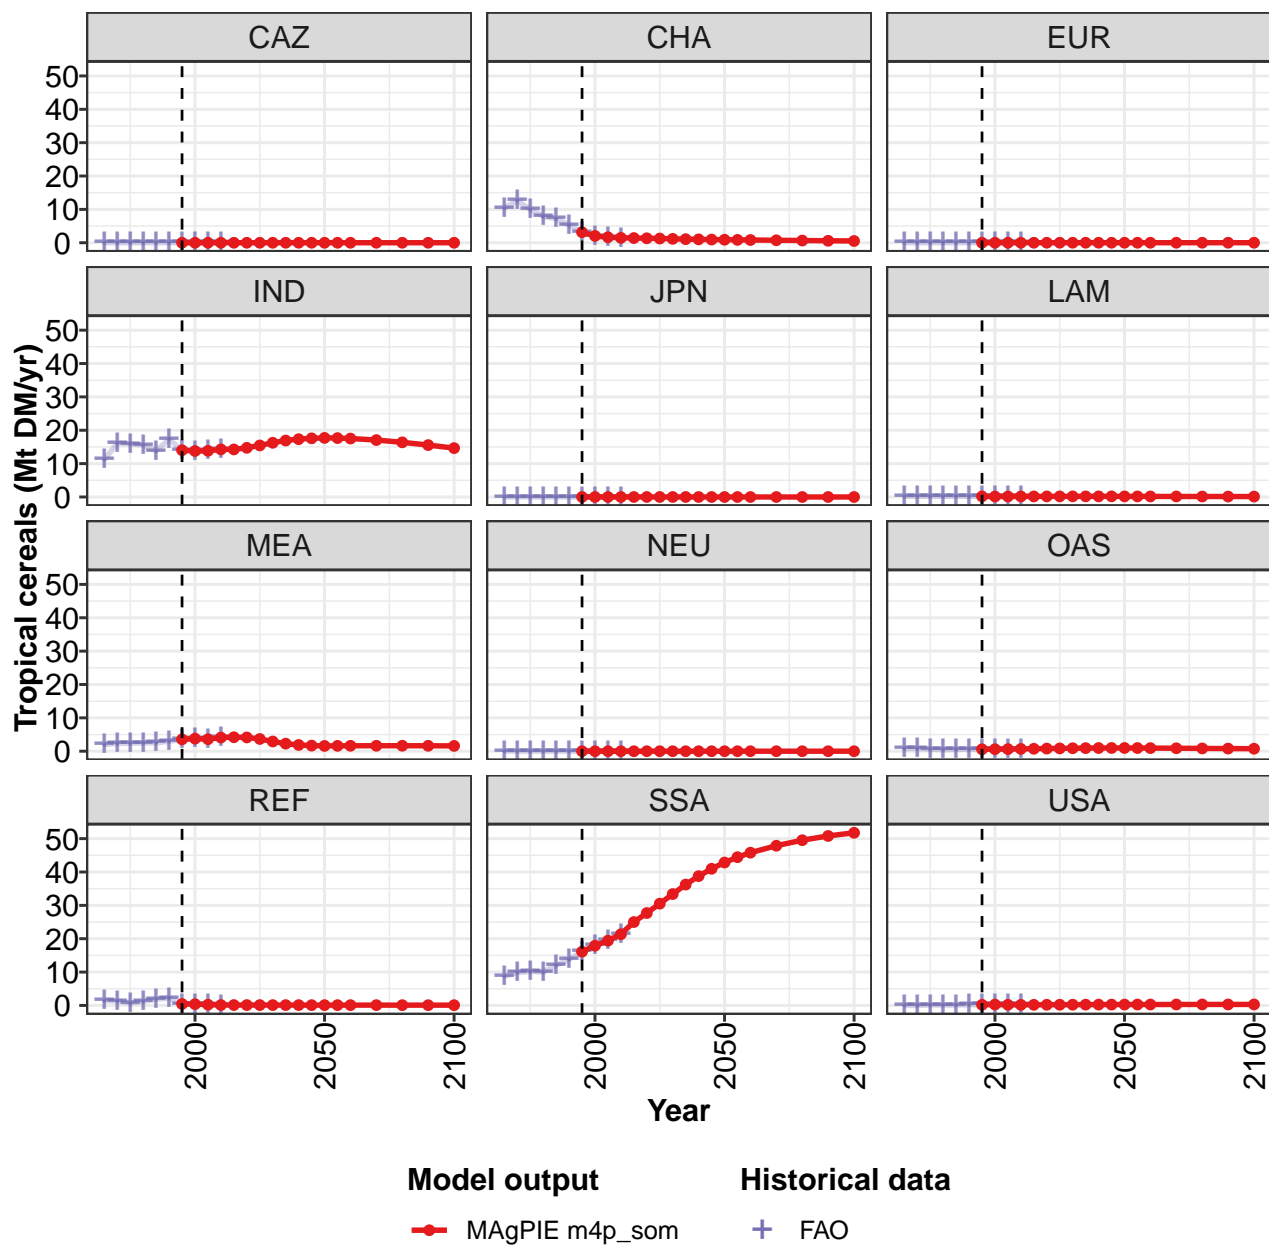 CAZ CHA EUR
50
40
30
20
10
0
IND JPN LAM
50
40
30
20
10
0
MEA NEU OAS
50
40
30
20
10
0
REF SSA USA
50
40
30
20
10
0
Tropical cereals (Mt DM/yr)
2000 2050 2100 2000 2050 2100 2000 2050 2100
Year
Model output Historical data
MAgPIE m4p_som FAO